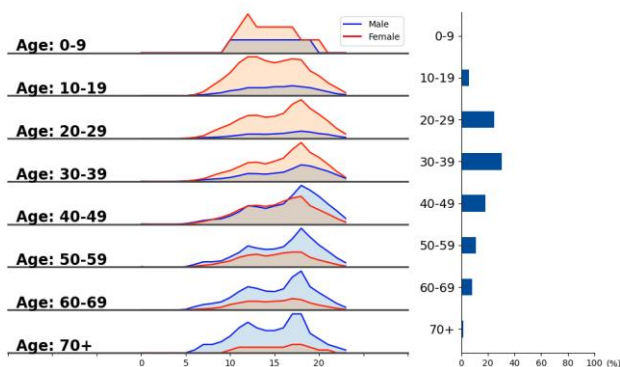 Male
Female
Age: 0-9
Age: 10-19
Age: 20-29
Age: 30-39
Age: 40-49
Age: 50-59
Age: 60-69
Age: 70+
0 5 10 15 20
0-9
10-19
20-29
30-39
40-49
50-59
60-69
70+
0 20 40 60 80 100 (%)